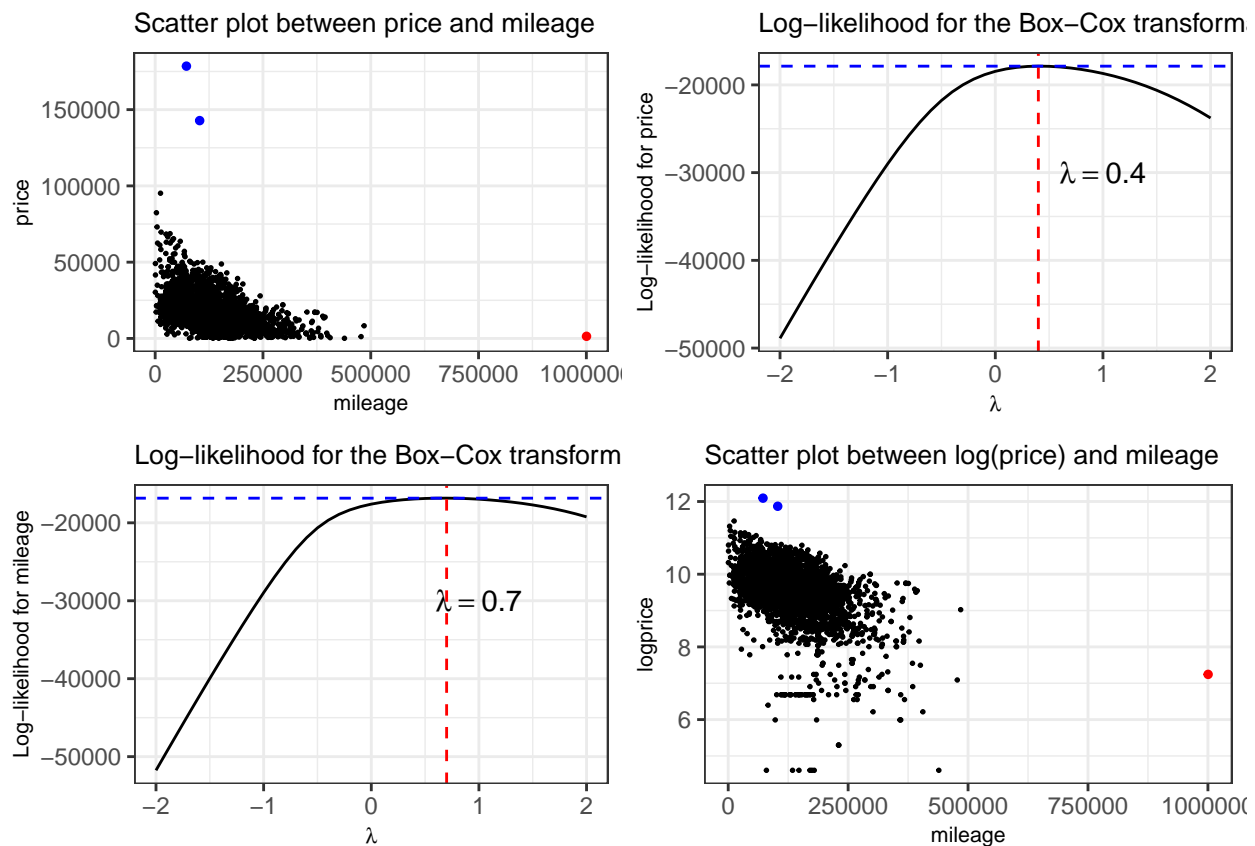 Scatter plot between price and mileage
price
150000
100000
50000
0
0 250000 500000 750000 1000000
mileage
Log−likelihood for the Box−Cox transforma
Log−likelihood for price
−20000
−30000
−40000
−50000
λ = 0.4
−2 −1 0 1 2
λ
Log−likelihood for the Box−Cox transform
Log−likelihood for mileage
−20000
−30000
−40000
−50000
λ = 0.7
−2 −1 0 1 2
λ
Scatter plot between log(price) and mileage
logprice
12
10
8
6
0 250000 500000 750000 1000000
mileage